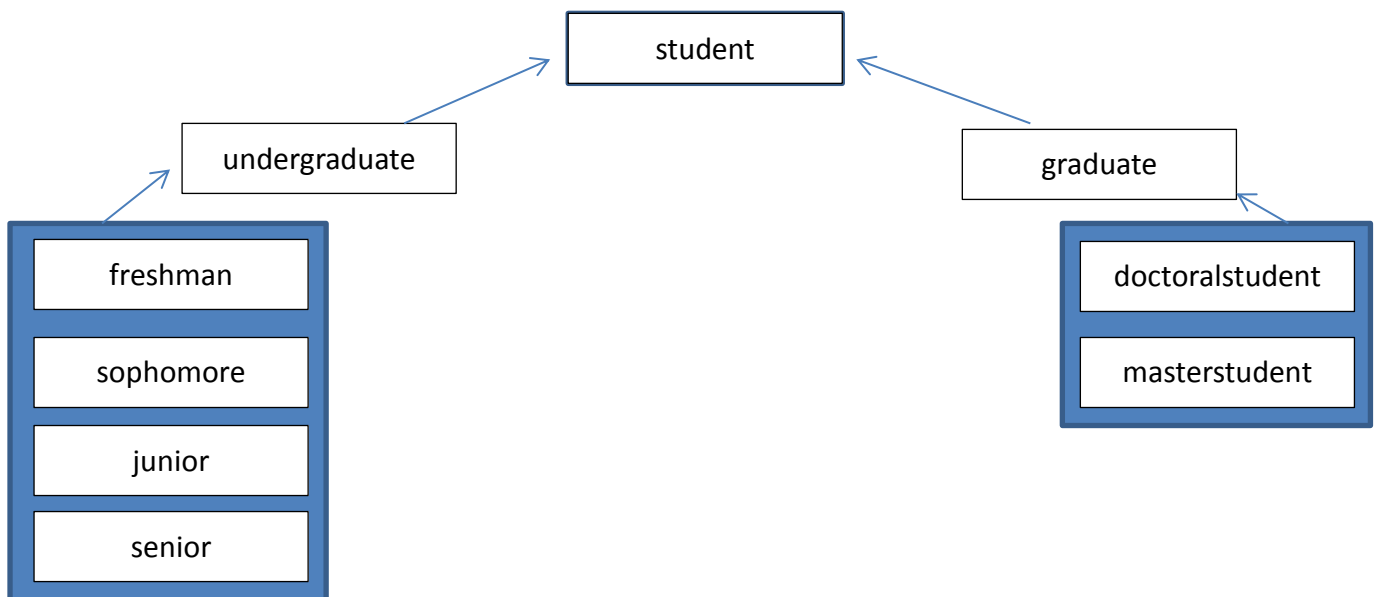 student
undergraduate
graduate
freshman
doctoralstudent
sophomore
masterstudent
junior
senior